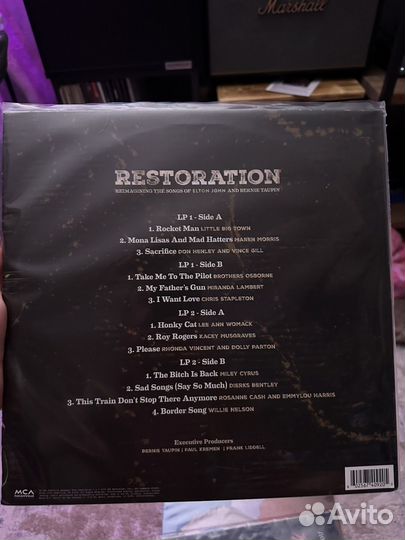 Marshall
RESTORATION
REIMAGINING THE SONGS OF ELTON JOHN AND BERNIE TAUPIN
LP 1 - Side A
1. Rocket Man LITTLE BIG TOWN
2. Mona Lisas And Mad Hatters MAREN MORRIS
3. Sacrifice DON HENLEY AND VINCE GILL
LP 1 - Side B
1. Take Me To The Pilot BROTHERS OSBORNE
2. My Father's Gun MIRANDA LAMBERT
3. I Want Love CHRIS STAPLETON
LP 2 - Side A
1. Honky Cat LEE ANN WOMACK
2. Roy Rogers KACEY MUSGRAVES
3. Please RHONDA VINCENT AND DOLLY PARTON
LP 2 - Side B
1. The Bitch Is Back MILEY CYRUS
2. Sad Songs (Say So Much) DIERKS BENTLEY
3. This Train Don't Stop There Anymore ROSANNE CASH AND EMMYLOU HARRIS
4. Border Song WILLIE NELSON
Executive Producers
BERNIE TAUPIN | PAUL KREMEN | FRANK LIDDELL
MCA
NASHVILLE
Avito